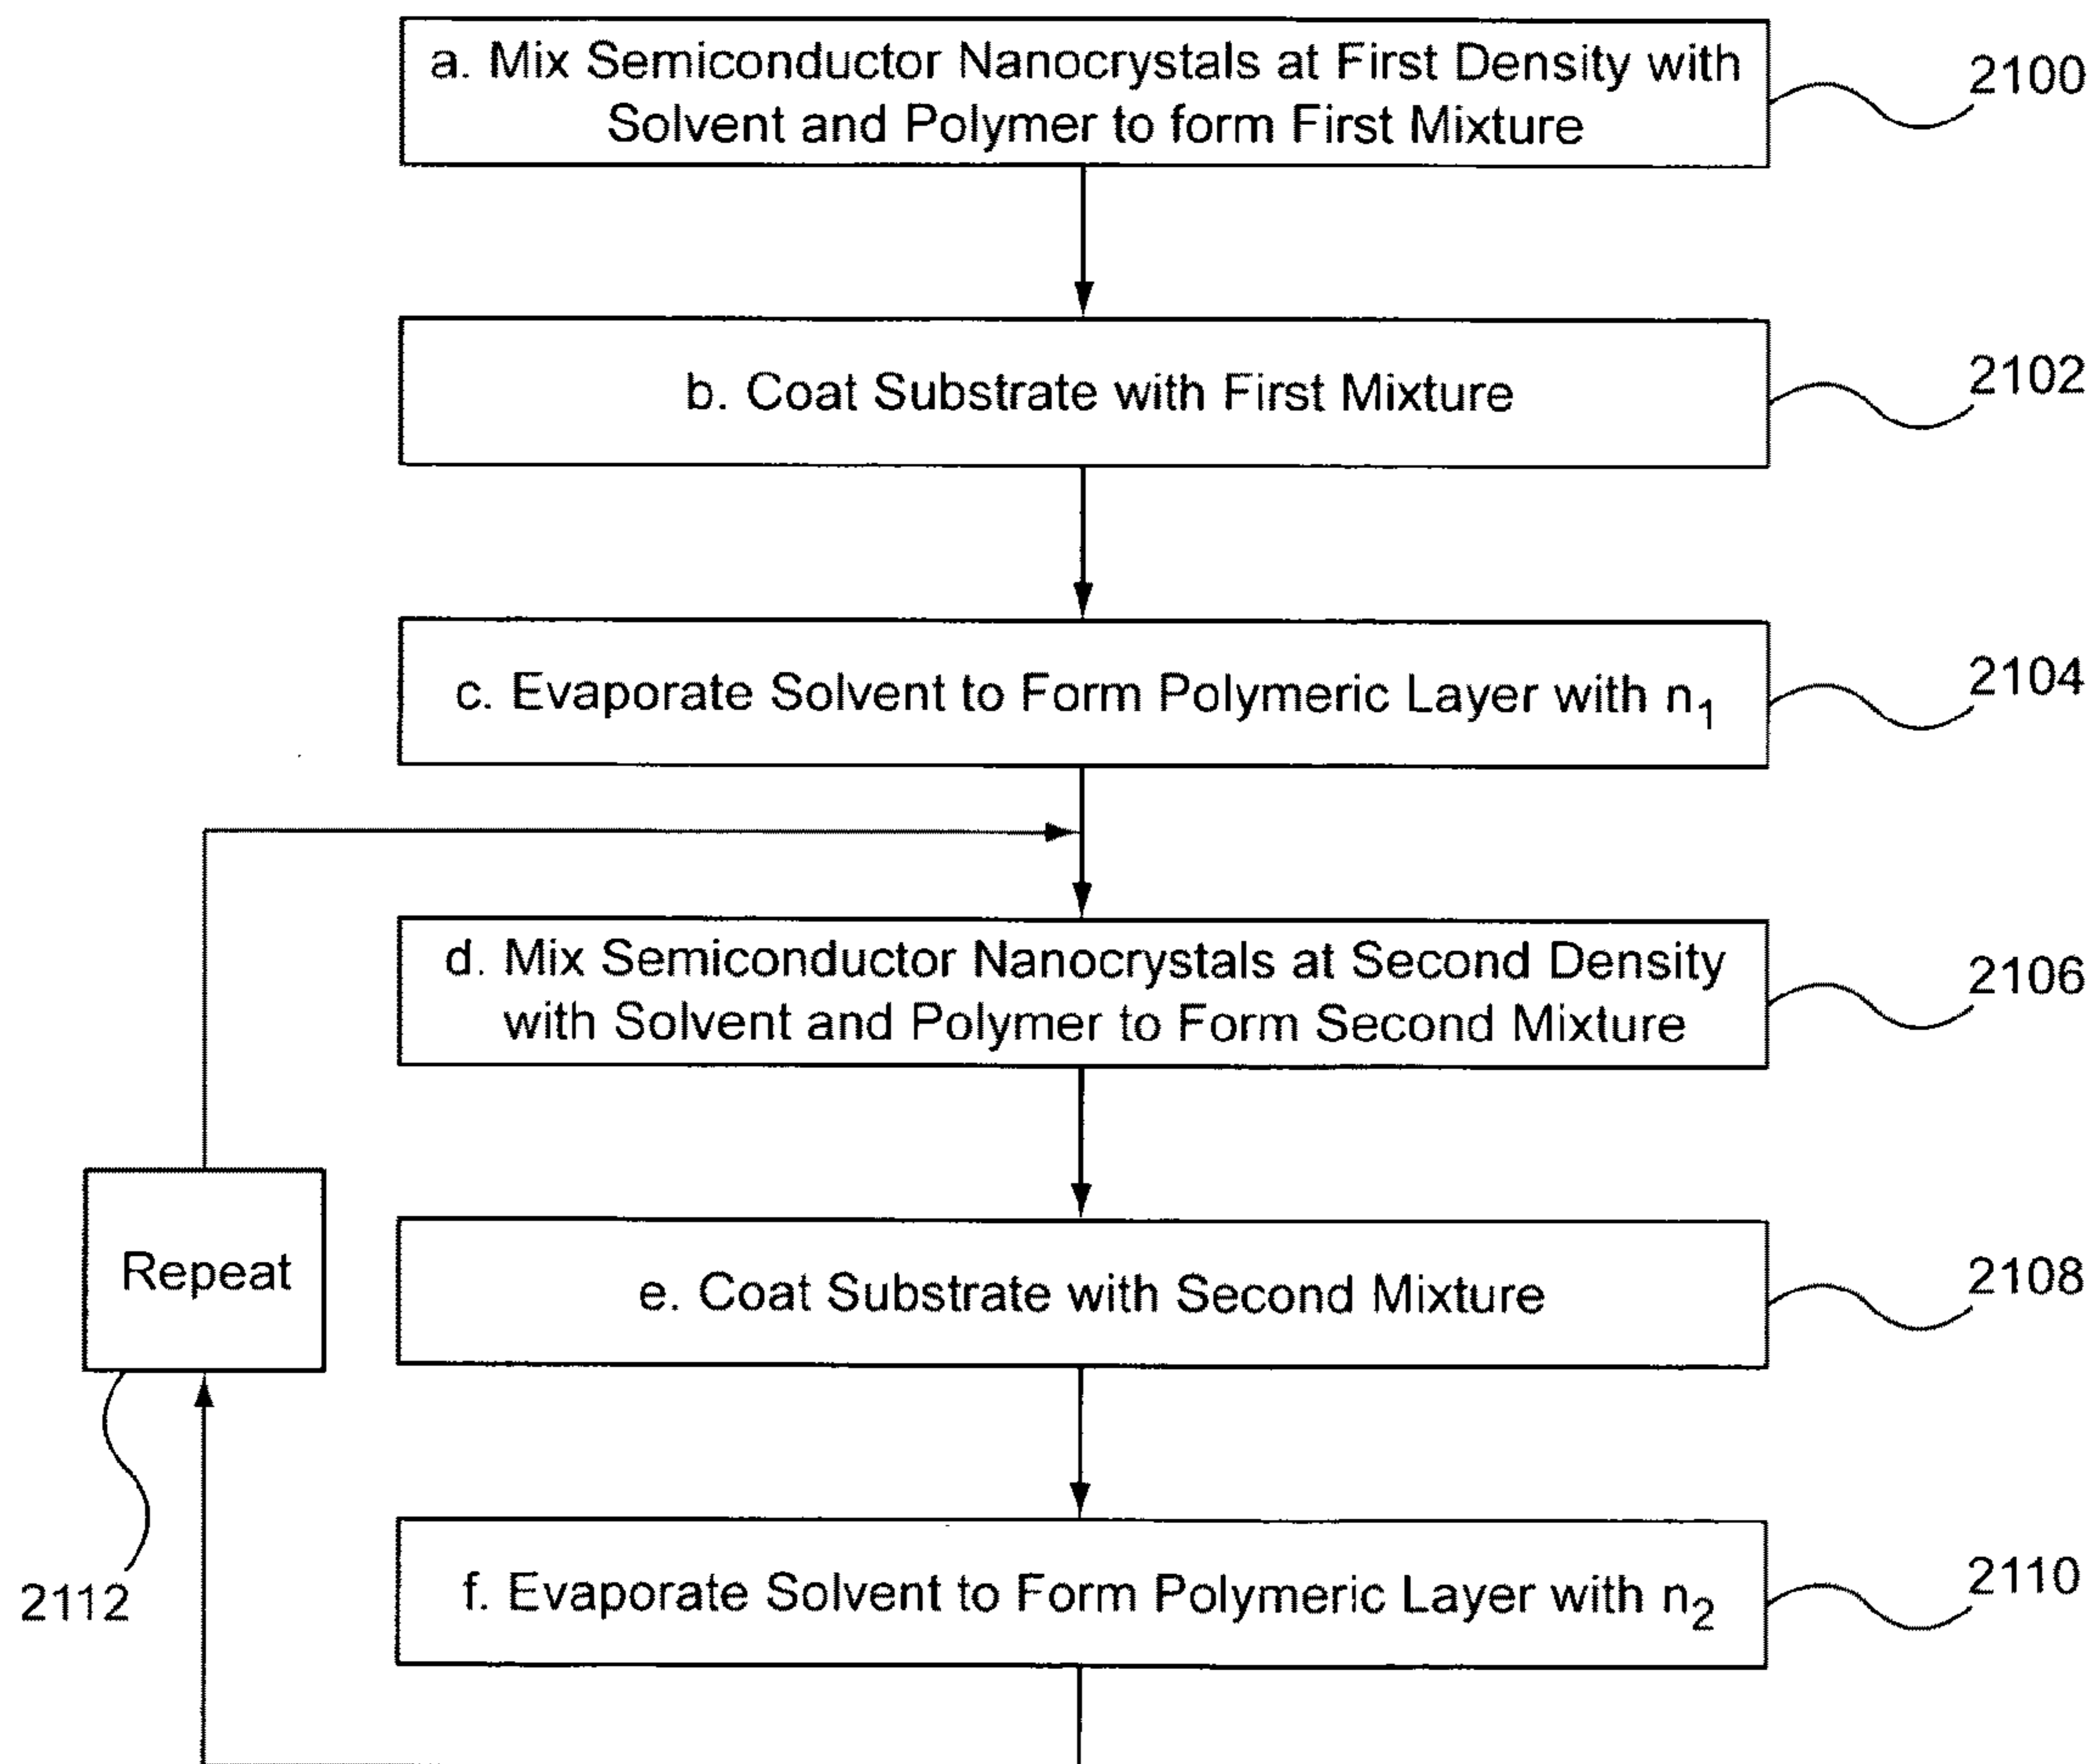 a. Mix Semiconductor Nanocrystals at First Density with
Solvent and Polymer to form First Mixture
2100
b. Coat Substrate with First Mixture
2102
c. Evaporate Solvent to Form Polymeric Layer with n₁
2104
d. Mix Semiconductor Nanocrystals at Second Density
with Solvent and Polymer to Form Second Mixture
2106
Repeat
2112
e. Coat Substrate with Second Mixture
2108
f. Evaporate Solvent to Form Polymeric Layer with n₂
2110